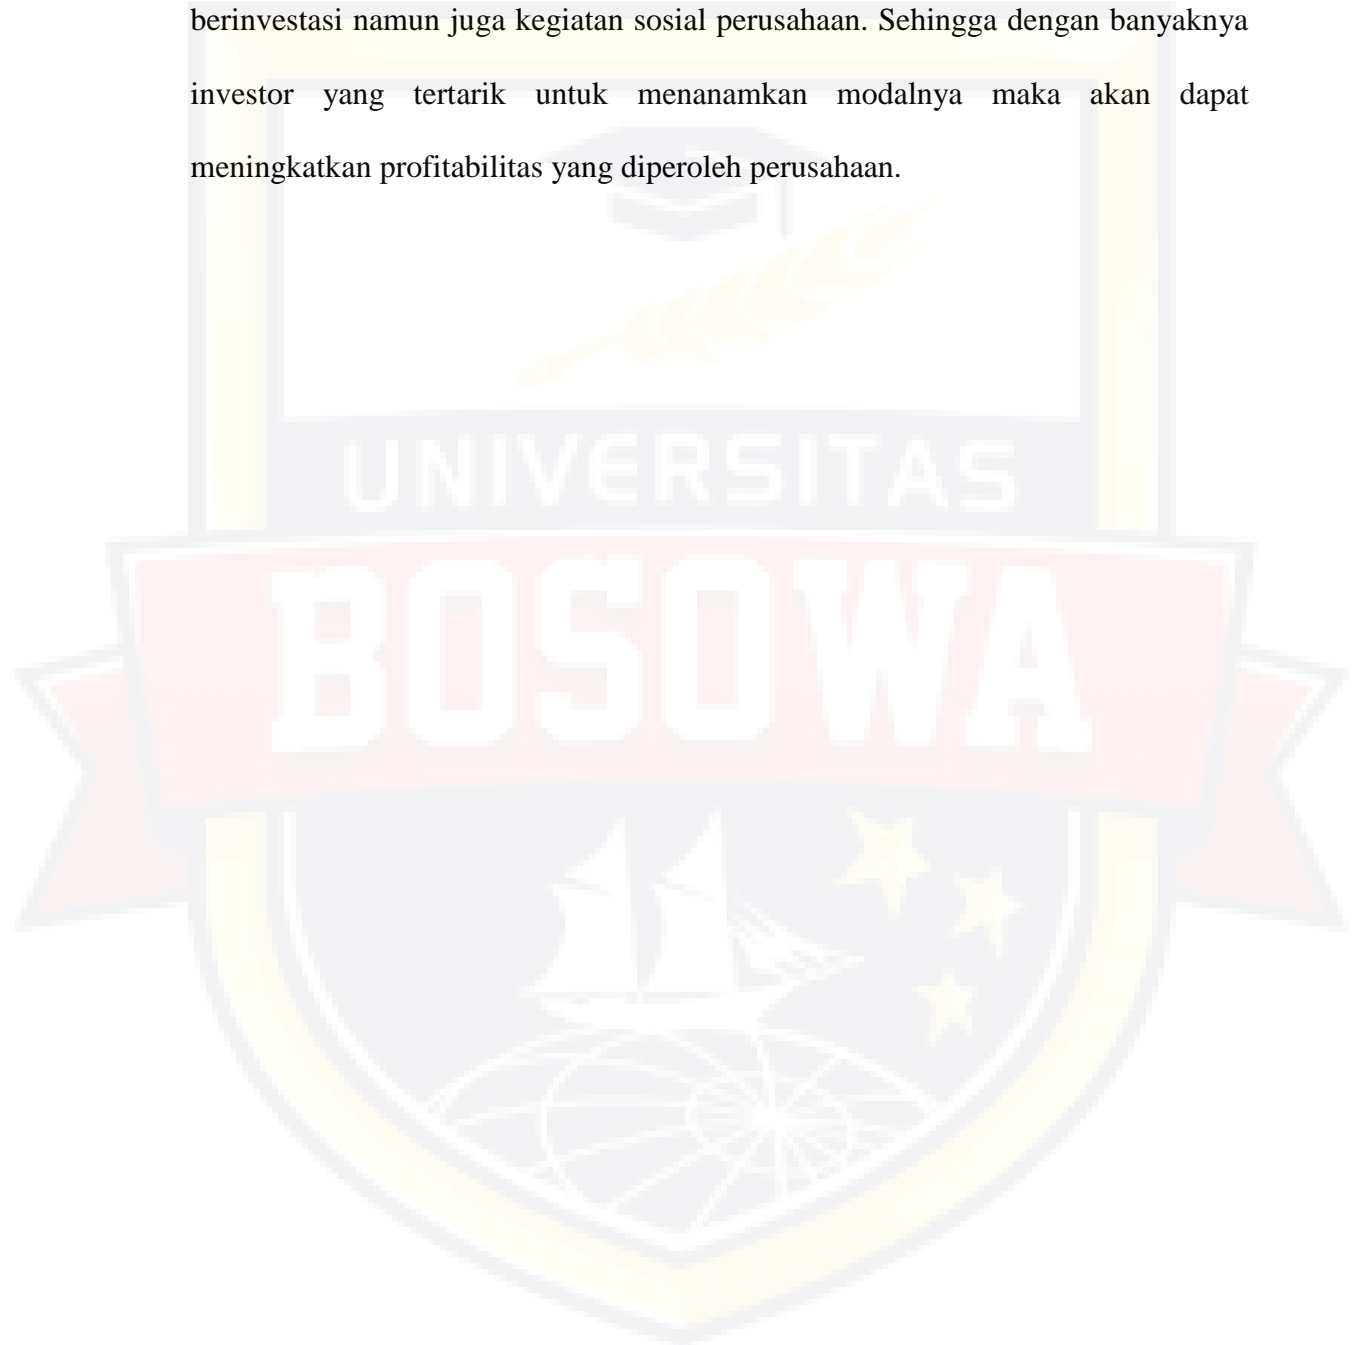 berinvestasi namun juga kegiatan sosial perusahaan. Sehingga dengan banyaknya
investor yang tertarik untuk menanamkan modalnya maka akan dapat
meningkatkan profitabilitas yang diperoleh perusahaan.
UNIVERSITAS
BOSOWA